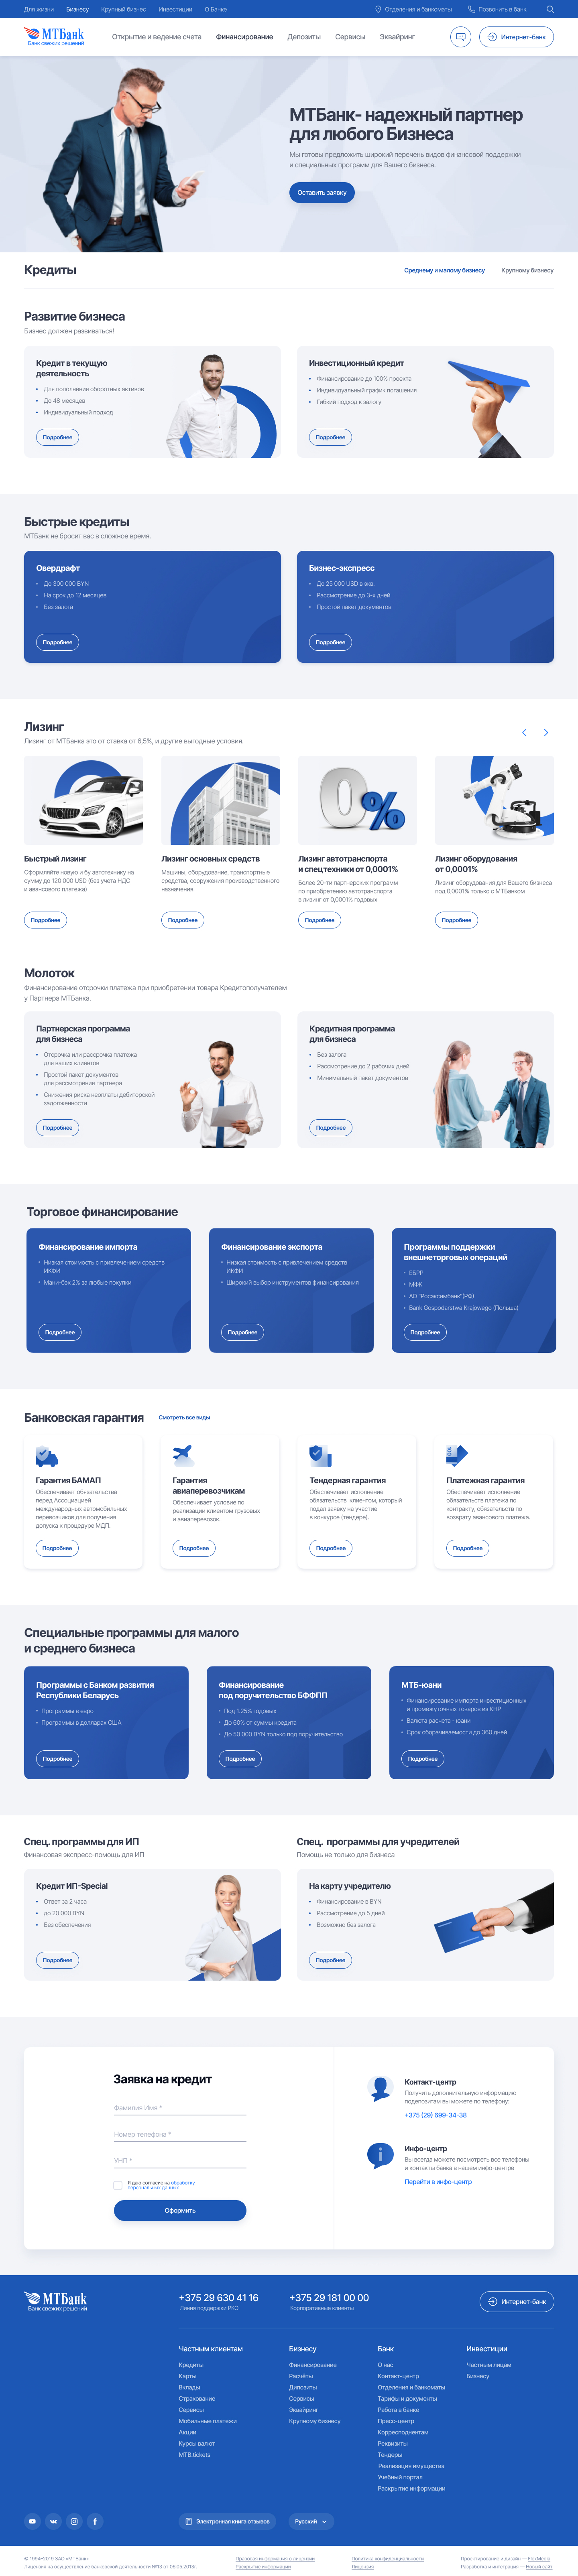 Для жизни Бизнесу Крупный бизнес Инвестиции О Банке Отделения и банкоматы Позвонить в банк
МТБанк
Банк свежих решений
Открытие и ведение счета Финансирование Депозиты Сервисы Эквайринг Интернет-банк
МТБанк- надежный партнер
для любого Бизнеса
Мы готовы предложить широкий перечень видов финансовой поддержки
и специальных программ для Вашего бизнеса.
Оставить заявку
Кредиты
Среднему и малому бизнесу Крупному бизнесу
Развитие бизнеса
Бизнес должен развиваться!
Кредит в текущую
деятельность
Для пополнения оборотных активов
До 48 месяцев
Индивидуальный подход
Подробнее
Инвестиционный кредит
Финансирование до 100% проекта
Индивидуальный график погашения
Гибкий подход к залогу
Подробнее
Быстрые кредиты
МТБанк не бросит вас в сложное время.
Овердрафт
До 300 000 BYN
На срок до 12 месяцев
Без залога
Подробнее
Бизнес-экспресс
До 25 000 USD в экв.
Рассмотрение до 3-х дней
Простой пакет документов
Подробнее
Лизинг
Лизинг от МТБанка это от ставка от 6,5%, и другие выгодные условия.
Быстрый лизинг
Оформляйте новую и бу автотехнику на
сумму до 120 000 USD (без учета НДС
и авансового платежа)
Подробнее
Лизинг основных средств
Машины, оборудование, транспортные
средства, сооружения производственного
назначения.
Подробнее
0%
Лизинг автотранспорта
и спецтехники от 0,0001%
Более 20-ти партнерских программ
по приобретению автотранспорта
в лизинг от 0,0001% годовых
Подробнее
Лизинг оборудования
от 0,0001%
Лизинг оборудования для Вашего бизнеса
под 0,0001% только с МТБанком
Подробнее
Молоток
Финансирование отсрочки платежа при приобретении товара Кредитополучателем
у Партнера МТБанка.
Партнерская программа
для бизнеса
Отсрочка или рассрочка платежа
для ваших клиентов
Простой пакет документов
для рассмотрения партнера
Снижения риска неоплаты дебиторской
задолженности
Подробнее
Кредитная программа
для бизнеса
Без залога
Рассмотрение до 2 рабочих дней
Минимальный пакет документов
Подробнее
Торговое финансирование
Финансирование импорта
Низкая стоимость с привлечением средств
ИКФИ
Мани-бэк 2% за любые покупки
Подробнее
Финансирование экспорта
Низкая стоимость с привлечением средств
ИКФИ
Широкий выбор инструментов финансирования
Подробнее
Программы поддержки
внешнеторговых операций
ЕБРР
МФК
АО "Росэксимбанк"(РФ)
Bank Gospodarstwa Krajowego (Польша)
Подробнее
Банковская гарантия Смотреть все виды
Гарантия БАМАП
Обеспечивает обязательства
перед Ассоциацией
международных автомобильных
перевозчиков для получения
допуска к процедуре МДП.
Подробнее
Гарантия
авиаперевозчикам
Обеспечивает условие по
реализации клиентом грузовых
и авиаперевозок.
Подробнее
Тендерная гарантия
Обеспечивает исполнение
обязательств клиентом, который
подал заявку на участие
в конкурсе (тендере).
Подробнее
Платежная гарантия
Обеспечивает исполнение
обязательств платежа по
контракту, обязательств по
возврату авансового платежа.
Подробнее
Специальные программы для малого
и среднего бизнеса
Программы с Банком развития
Республики Беларусь
Программы в евро
Программы в долларах США
Подробнее
Финансирование
под поручительство БФФПП
Под 1.25% годовых
До 60% от суммы кредита
До 50 000 BYN только под поручительство
Подробнее
МТБ-юани
Финансирование импорта инвестиционных
и промежуточных товаров из КНР
Валюта расчета - юани
Срок оборачиваемости до 360 дней
Подробнее
Спец. программы для ИП
Финансовая экспресс-помощь для ИП
Кредит ИП-Special
Ответ за 2 часа
до 20 000 BYN
Без обеспечения
Подробнее
Спец. программы для учредителей
Помощь не только для бизнеса
На карту учредителю
Финансирование в BYN
Рассмотрение до 5 дней
Возможно без залога
Подробнее
Заявка на кредит
Фамилия Имя *
Номер телефона *
УНП *
Я даю согласие на обработку
персональных данных
Оформить
Контакт-центр
Получить дополнительную информацию
подепозитам вы можете по телефону:
+375 (29) 699-34-38
Инфо-центр
Вы всегда можете посмотреть все телефоны
и контакты банка в нашем инфо-центре
Перейти в инфо-центр
МТБанк
Банк свежих решений
+375 29 630 41 16
Линия поддержки РКО
+375 29 181 00 00
Корпоративные клиенты
Интернет-банк
Частным клиентам
Кредиты
Карты
Вклады
Страхование
Сервисы
Мобильные платежи
Акции
Курсы валют
MTB.tickets
Бизнесу
Финансирование
Расчёты
Дипозиты
Сервисы
Эквайринг
Крупному бизнесу
Банк
О нас
Контакт-центр
Отделения и банкоматы
Тарифы и документы
Работа в банке
Пресс-центр
Корреспондентам
Реквизиты
Тендеры
Реализация имущества
Учебный портал
Раскрытие информации
Инвестиции
Частным лицам
Бизнесу
Электронная книга отзывов Русский
© 1994-2019 ЗАО «МТБанк»
Лицензия на осуществление банковской деятельности №13 от 06.05.2013г.
Правовая информация о лицензии
Раскрытие информации
Политика конфиденциальности
Лицензия
Проектирование и дизайн — FlexMedia
Разработка и интеграция — Новый сайт